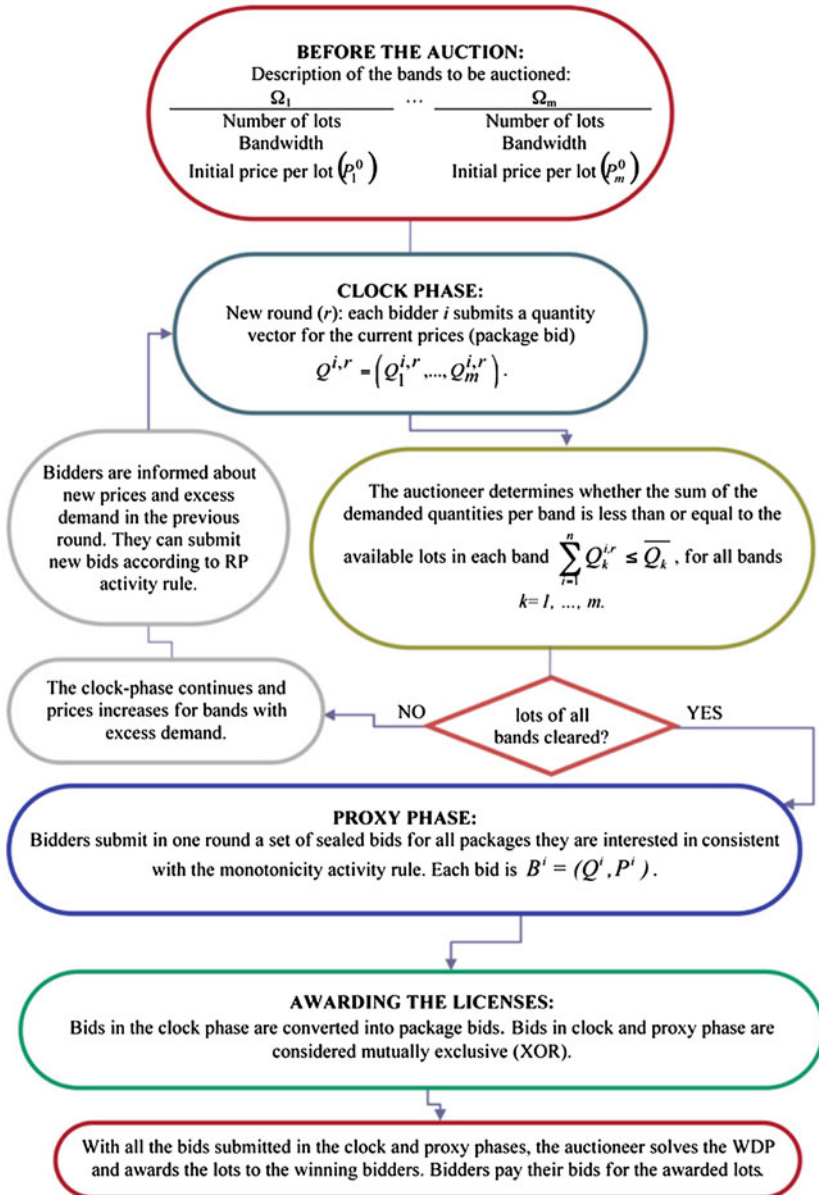 BEFORE THE AUCTION:
Description of the bands to be auctioned:
Ω₁ ... Ωₘ
Number of lots Number of lots
Bandwidth Bandwidth
Initial price per lot (P₁⁰) Initial price per lot (Pₘ⁰)
CLOCK PHASE:
New round (r): each bidder i submits a quantity
vector for the current prices (package bid)
Q^{i,r} = (Q₁^{i,r},...,Qₘ^{i,r}).
The auctioneer determines whether the sum of the
demanded quantities per band is less than or equal to the
available lots in each band \sum_{i=1}^{n} Q_k^{i,r} ≤ \overline{Q_k}, for all bands
k=1, ..., m.
lots of all
bands cleared?
NO
YES
The clock-phase continues and
prices increases for bands with
excess demand.
Bidders are informed about
new prices and excess
demand in the previous
round. They can submit
new bids according to RP
activity rule.
PROXY PHASE:
Bidders submit in one round a set of sealed bids for all packages they are interested in consistent
with the monotonicity activity rule. Each bid is B^i = (Q^i, P^i).
AWARDING THE LICENSES:
Bids in the clock phase are converted into package bids. Bids in clock and proxy phase are
considered mutually exclusive (XOR).
With all the bids submitted in the clock and proxy phases, the auctioneer solves the WDP
and awards the lots to the winning bidders. Bidders pay their bids for the awarded lots.